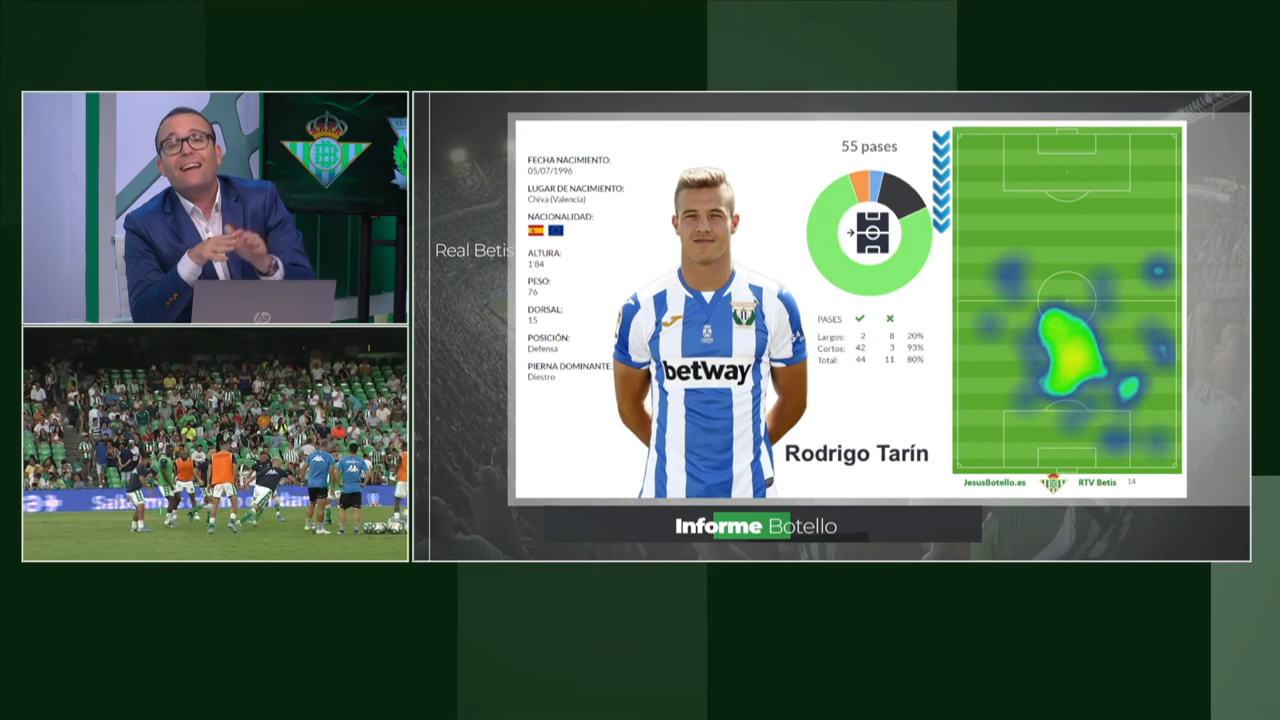 Real Betis
FECHA NACIMIENTO:
05/07/1996
LUGAR DE NACIMIENTO:
Chiva (Valencia)
NACIONALIDAD:
ALTURA:
1'84
PESO:
76
DORSAL:
15
POSICIÓN:
Defensa
PIERNA DOMINANTE:
Diestro
betway
55 pases
PASES
Largos: 2 8 20%
Cortos: 42 3 93%
Total: 44 11 80%
Rodrigo Tarín
JesusBotello.es RTV Betis 14
Informe Botello
hp